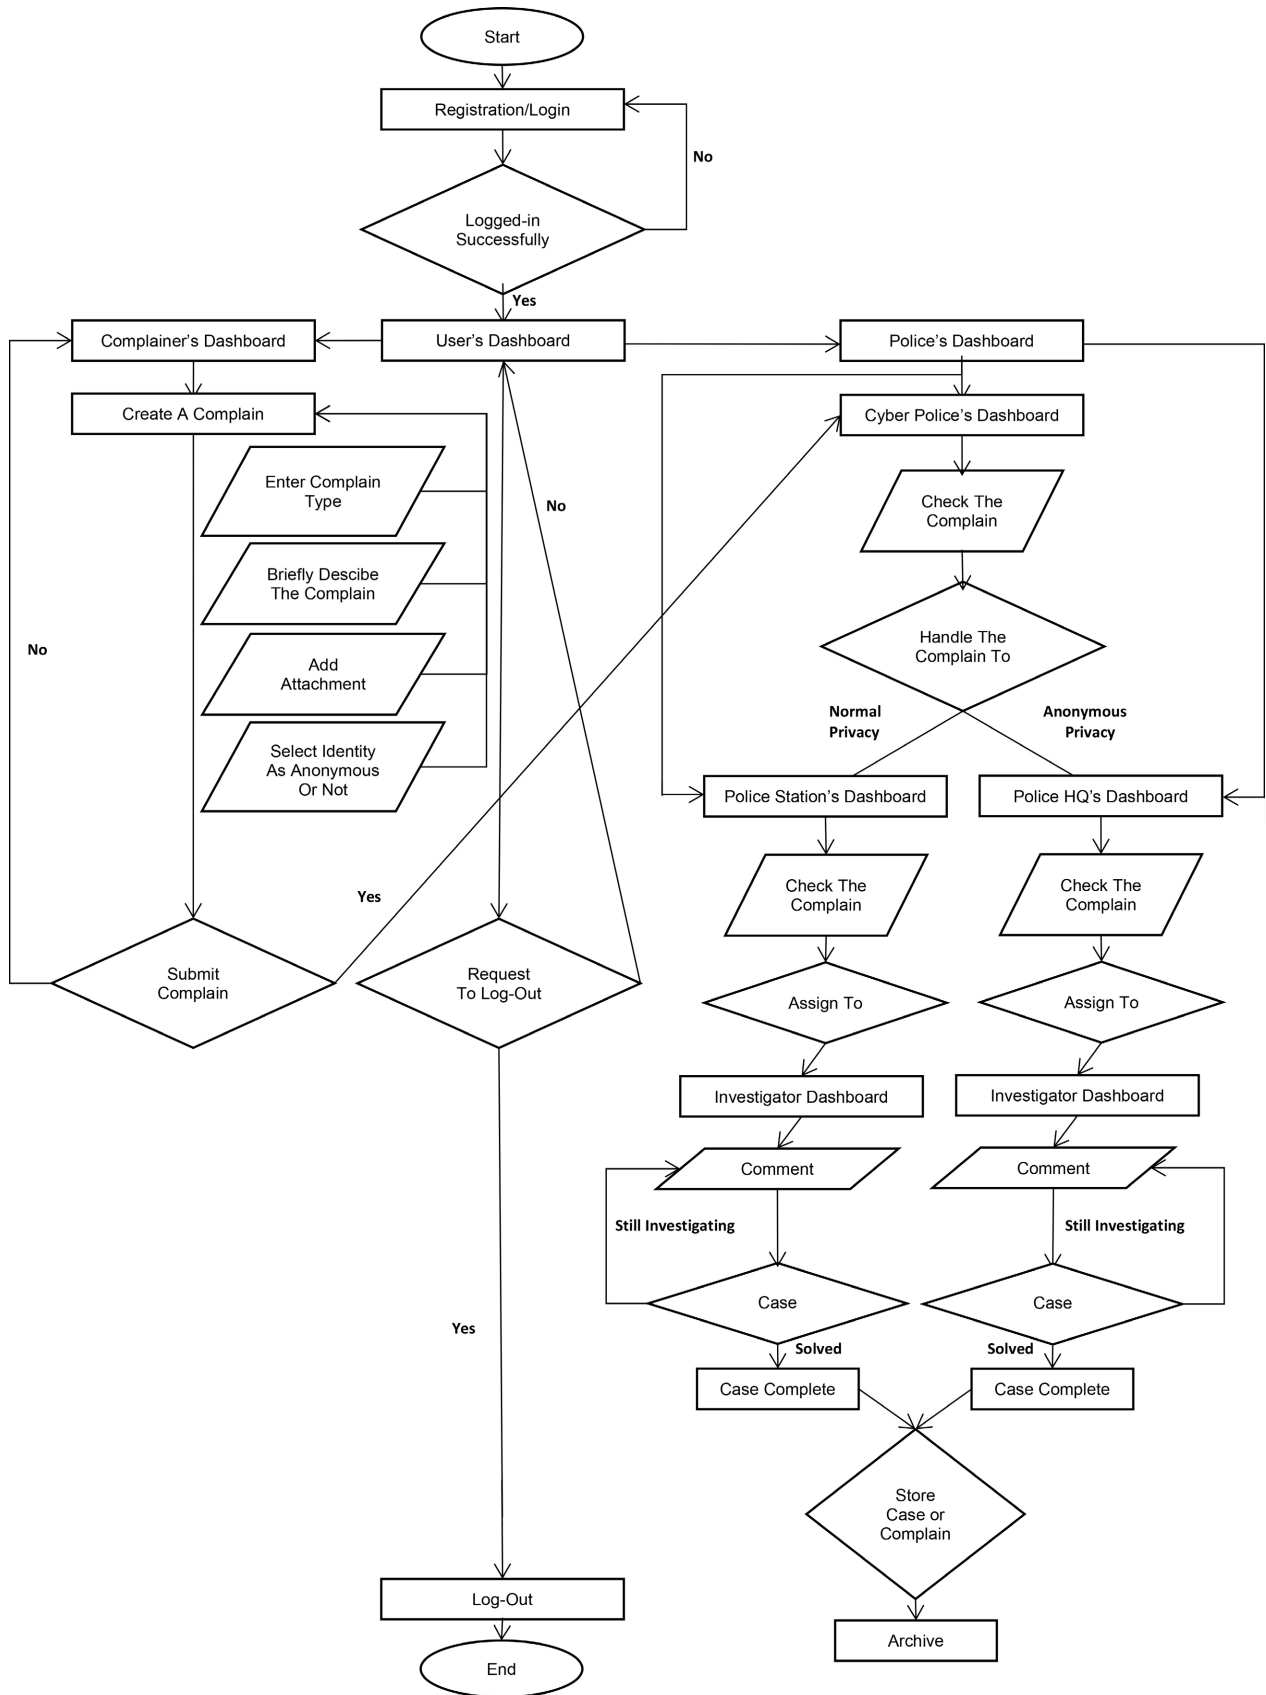 Start
Registration/Login
No
Logged-in
Successfully
Yes
Complainer's Dashboard
User's Dashboard
Police's Dashboard
Create A Complain
Cyber Police's Dashboard
Enter Complain
Type
No
Check The
Complain
Briefly Descibe
The Complain
No
Handle The
Complain To
Add
Attachment
Normal
Privacy
Anonymous
Privacy
Select Identity
As Anonymous
Or Not
Police Station's Dashboard
Police HQ's Dashboard
Yes
Check The
Complain
Check The
Complain
Submit
Complain
Request
To Log-Out
Assign To
Assign To
Investigator Dashboard
Investigator Dashboard
Comment
Comment
Still Investigating
Still Investigating
Case
Case
Yes
Solved
Solved
Case Complete
Case Complete
Store
Case or
Complain
Log-Out
Archive
End